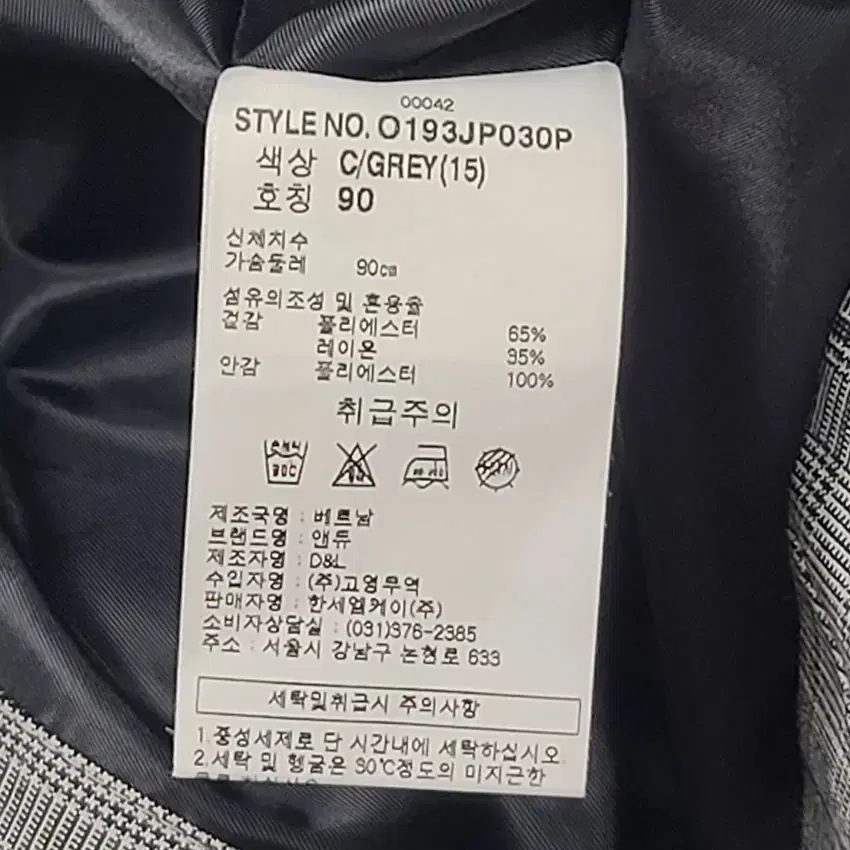 00042
STYLE NO. O193JP030P
색상 C/GREY(15)
호칭 90
신체치수
가슴둘레 90㎝
섬유의조성 및 혼용율
겉감 폴리에스터 65%
레이온 35%
안감 폴리에스터 100%
취급주의
손세탁
30C
제조국명 : 베트남
브랜드명 : 앤듀
제조자명 : D&L
수입자명 : (주)고영무역
판매자명 : 한세엠케이(주)
소비자상담실 : (031)376-2385
주소 : 서울시 강남구 논현로 633
세탁및취급시 주의사항
1.중성세제로 단 시간내에 세탁하십시오
2.세탁 및 헹굼은 30℃정도의 미지근한